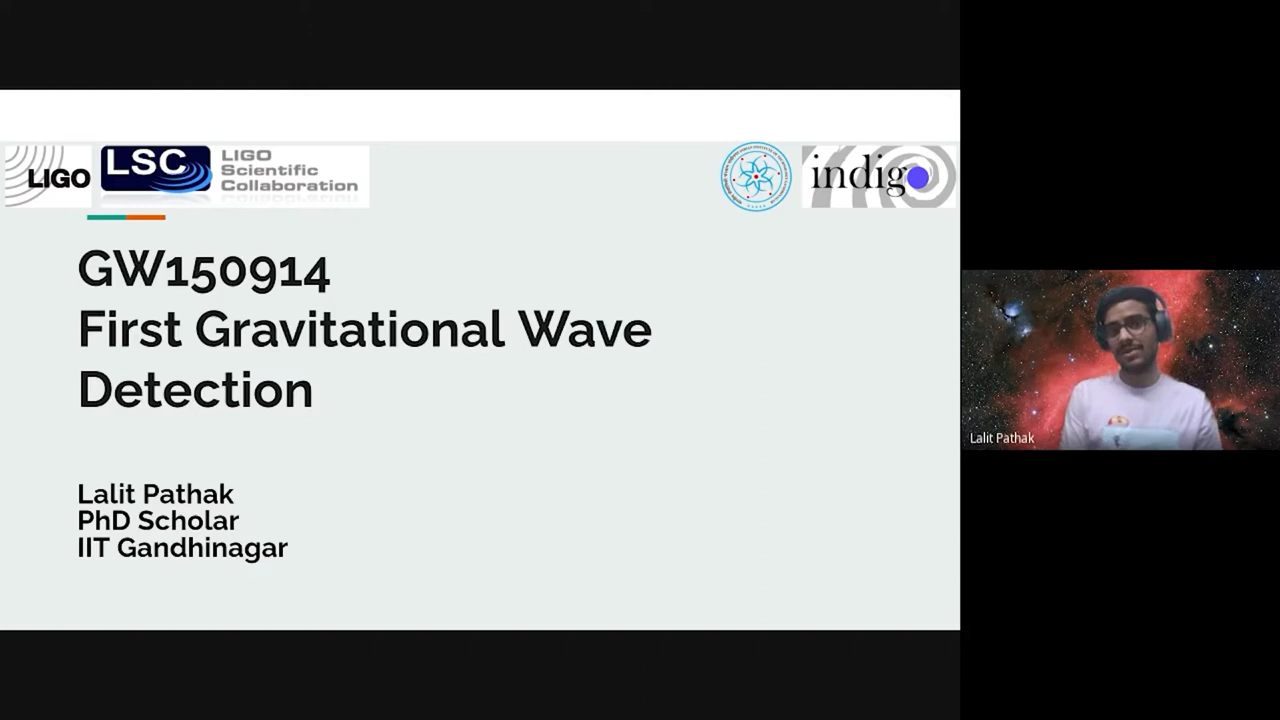 LIGO
LSC
LIGO
Scientific
Collaboration
indigo
GW150914
First Gravitational Wave
Detection
Lalit Pathak
PhD Scholar
IIT Gandhinagar
Lalit Pathak